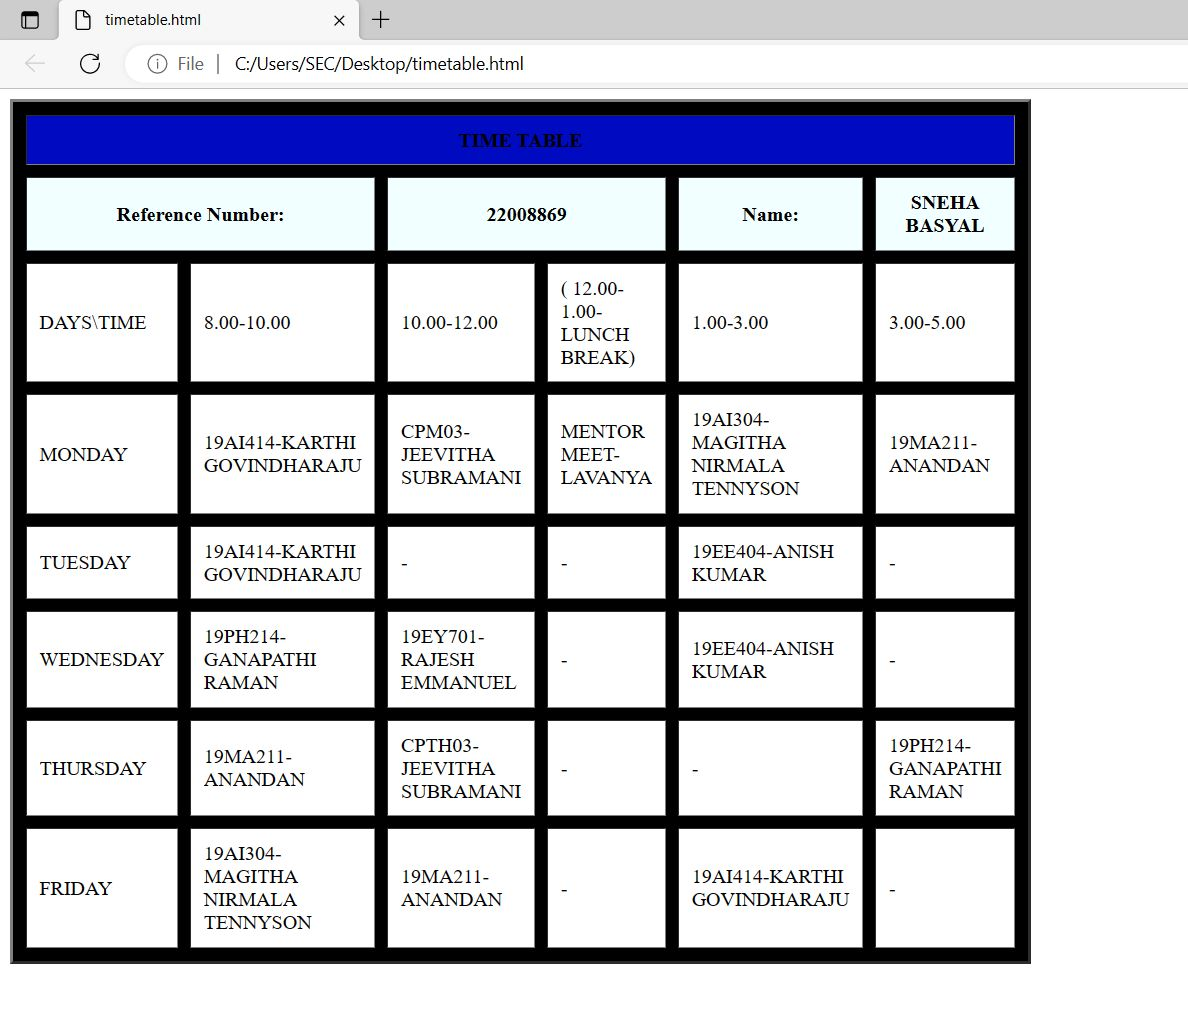 timetable.html
File
C:/Users/SEC/Desktop/timetable.html
TIME TABLE
Reference Number:
22008869
Name:
SNEHA
BASYAL
DAYS\TIME
8.00-10.00
10.00-12.00
( 12.00-
1.00-
LUNCH
BREAK)
1.00-3.00
3.00-5.00
MONDAY
19AI414-KARTHI
GOVINDHARAJU
CPM03-
JEEVITHA
SUBRAMANI
MENTOR
MEET-
LAVANYA
19AI304-
MAGITHA
NIRMALA
TENNYSON
19MA211-
ANANDAN
TUESDAY
19AI414-KARTHI
GOVINDHARAJU
-
-
19EE404-ANISH
KUMAR
-
WEDNESDAY
19PH214-
GANAPATHI
RAMAN
19EY701-
RAJESH
EMMANUEL
-
19EE404-ANISH
KUMAR
-
THURSDAY
19MA211-
ANANDAN
CPTH03-
JEEVITHA
SUBRAMANI
-
-
19PH214-
GANAPATHI
RAMAN
FRIDAY
19AI304-
MAGITHA
NIRMALA
TENNYSON
19MA211-
ANANDAN
-
19AI414-KARTHI
GOVINDHARAJU
-